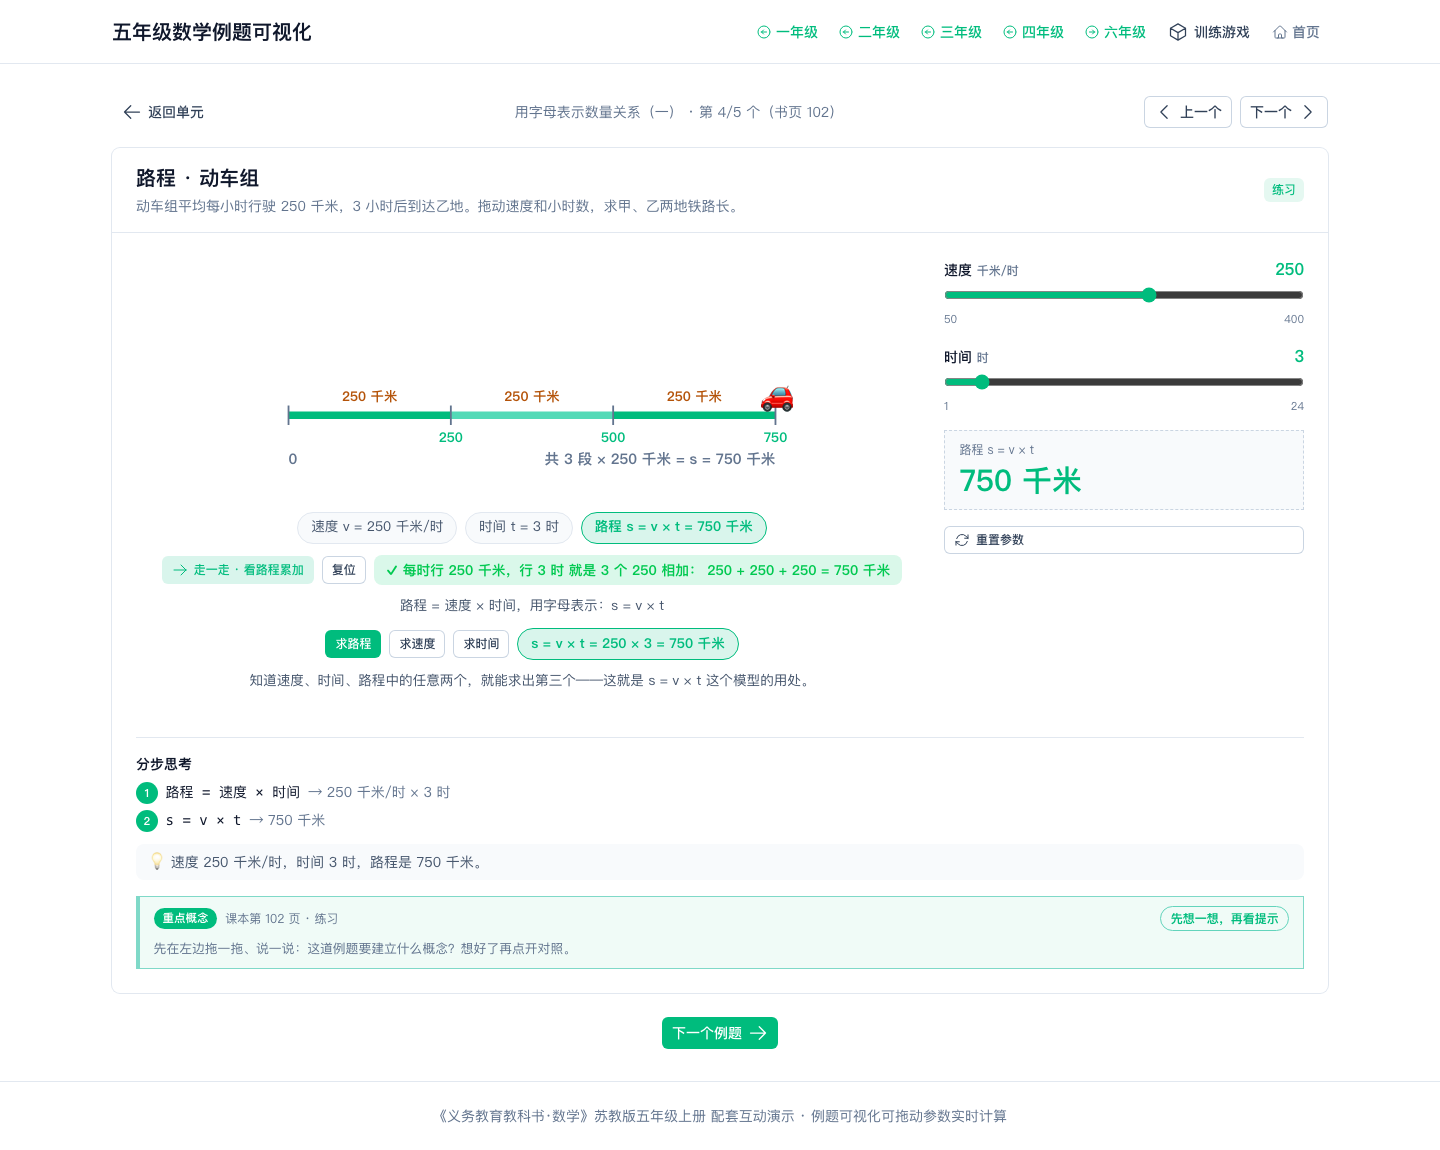 五年级数学例题可视化
一年级 二年级 三年级 四年级 六年级 训练游戏 首页
返回单元
用字母表示数量关系（一） · 第 4/5 个（书页 102）
上一个 下一个
路程 · 动车组
动车组平均每小时行驶 250 千米，3 小时后到达乙地。拖动速度和小时数，求甲、乙两地铁路长。
练习
250 千米 250 千米 250 千米
250 500 750
0 共 3 段 × 250 千米 = s = 750 千米
速度 v = 250 千米/时 时间 t = 3 时 路程 s = v × t = 750 千米
走一走 · 看路程累加 复位 ✓ 每时行 250 千米，行 3 时 就是 3 个 250 相加： 250 + 250 + 250 = 750 千米
路程 = 速度 × 时间，用字母表示：s = v × t
求路程 求速度 求时间 s = v × t = 250 × 3 = 750 千米
知道速度、时间、路程中的任意两个，就能求出第三个——这就是 s = v × t 这个模型的用处。
速度 千米/时 250
50 400
时间 时 3
1 24
路程 s = v × t
750 千米
重置参数
分步思考
1 路程 = 速度 × 时间 → 250 千米/时 × 3 时
2 s = v × t → 750 千米
💡 速度 250 千米/时，时间 3 时，路程是 750 千米。
重点概念 课本第 102 页 · 练习
先想一想，再看提示
先在左边拖一拖、说一说：这道例题要建立什么概念？想好了再点开对照。
下一个例题
《义务教育教科书·数学》苏教版五年级上册 配套互动演示 · 例题可视化可拖动参数实时计算